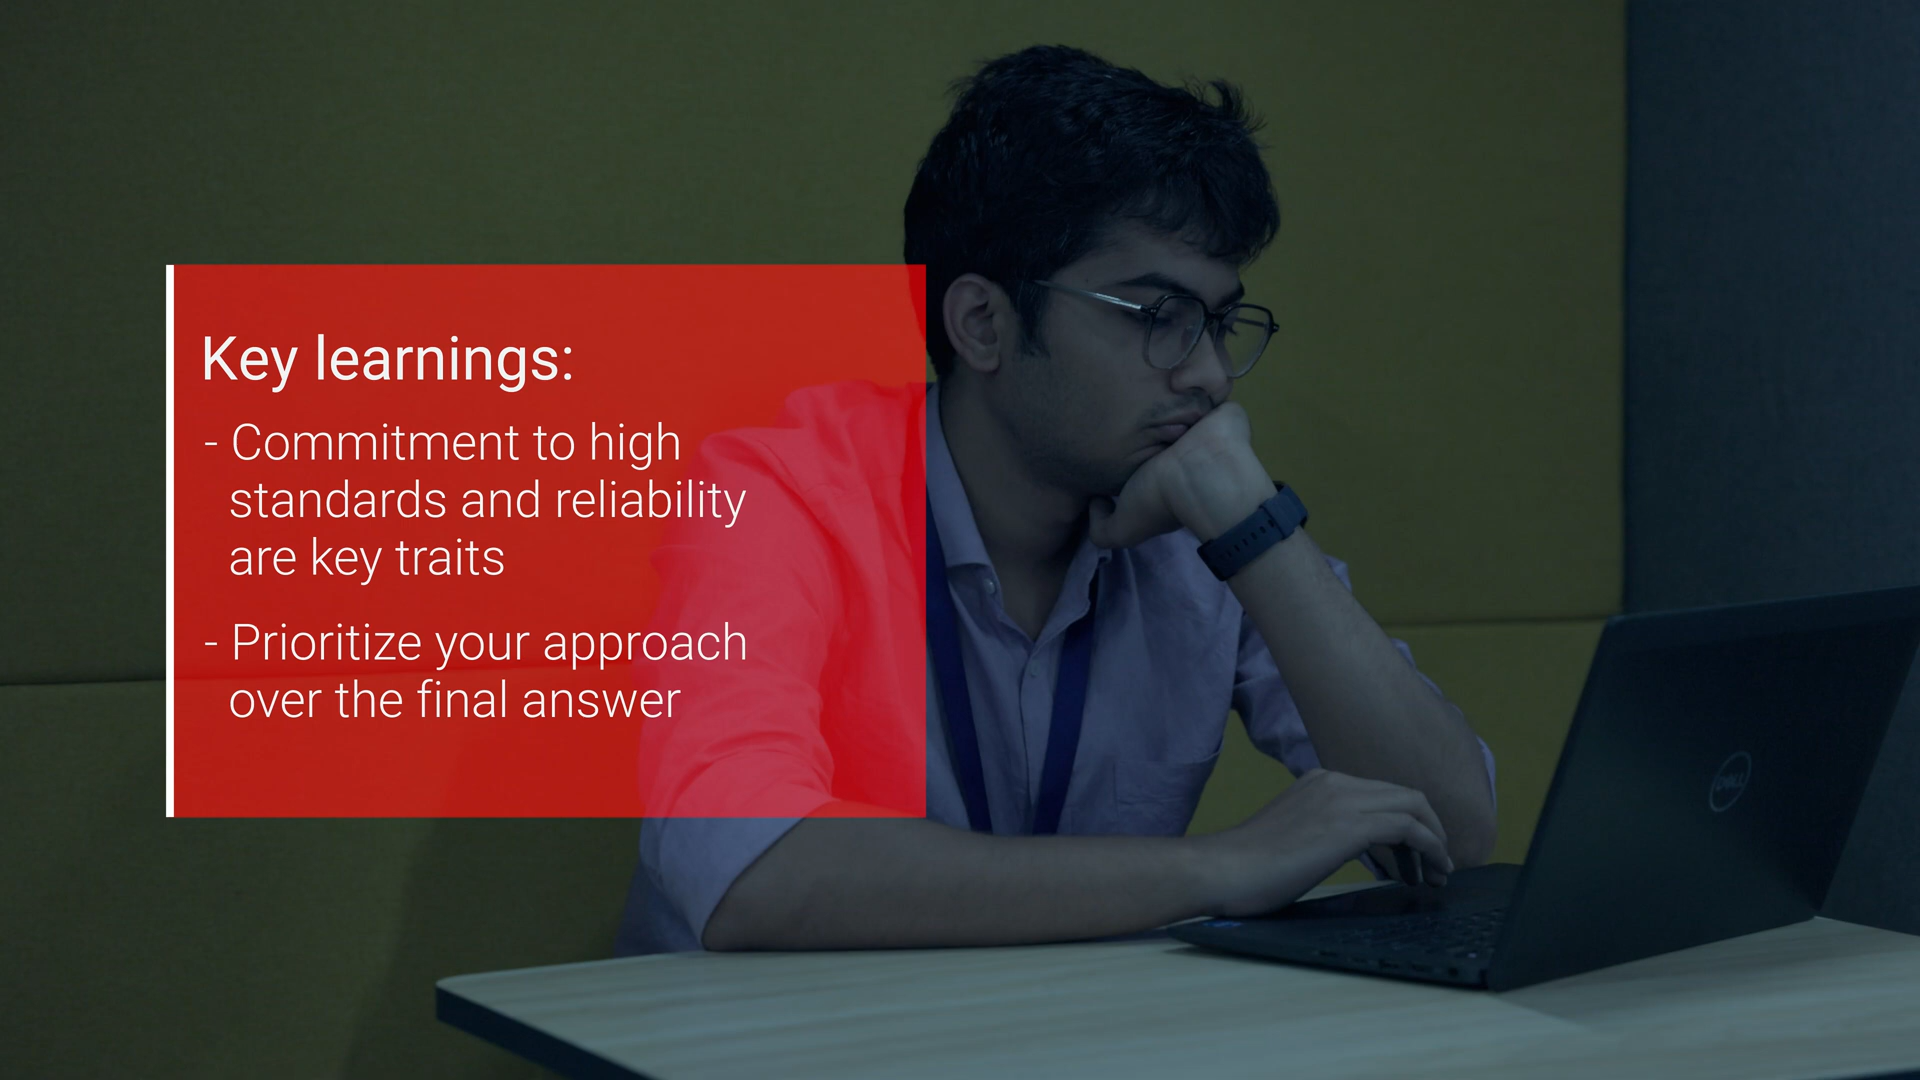 Key learnings:
- Commitment to high
standards and reliability
are key traits
- Prioritize your approach
over the final answer
DELL